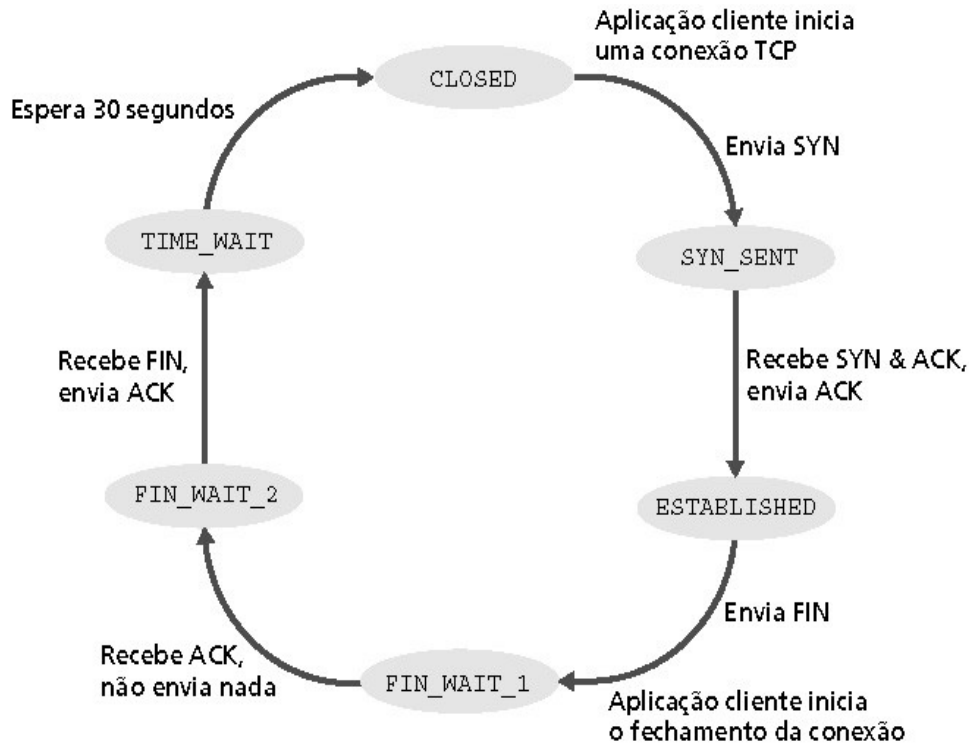 Aplicação cliente inicia
uma conexão TCP
CLOSED
Espera 30 segundos
Envia SYN
TIME_WAIT
SYN_SENT
Recebe FIN,
envia ACK
Recebe SYN & ACK,
envia ACK
FIN_WAIT_2
ESTABLISHED
Envia FIN
Recebe ACK,
não envia nada
FIN_WAIT_1
Aplicação cliente inicia
o fechamento da conexão